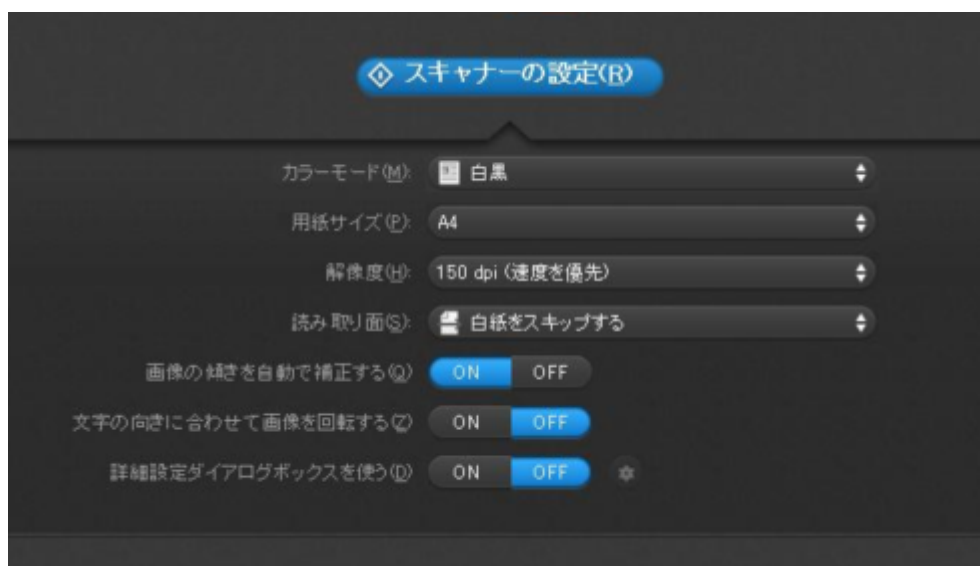 スキャナーの設定(R)
カラーモード(M): 白黒
用紙サイズ(P): A4
解像度(H): 150 dpi (速度を優先)
読み取り面(S): 白紙をスキップする
画像の傾きを自動で補正する(Q) ON OFF
文字の向きに合わせて画像を回転する(Z) ON OFF
詳細設定ダイアログボックスを使う(D) ON OFF